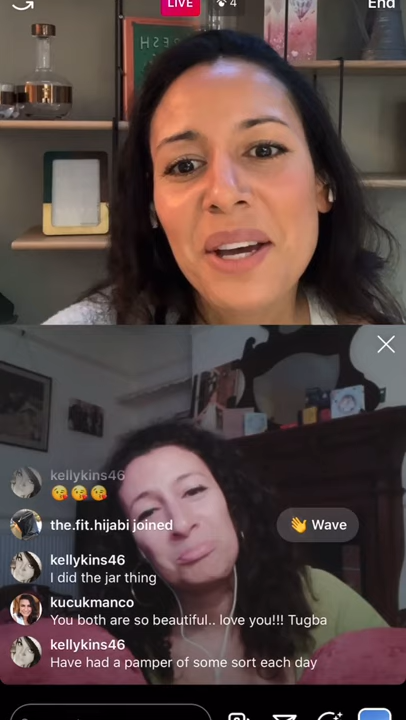 LIVE
4
End
kellykins46
😘😘😘
the.fit.hijabi joined
👋 Wave
kellykins46
I did the jar thing
kucukmanco
You both are so beautiful.. love you!!! Tugba
kellykins46
Have had a pamper of some sort each day